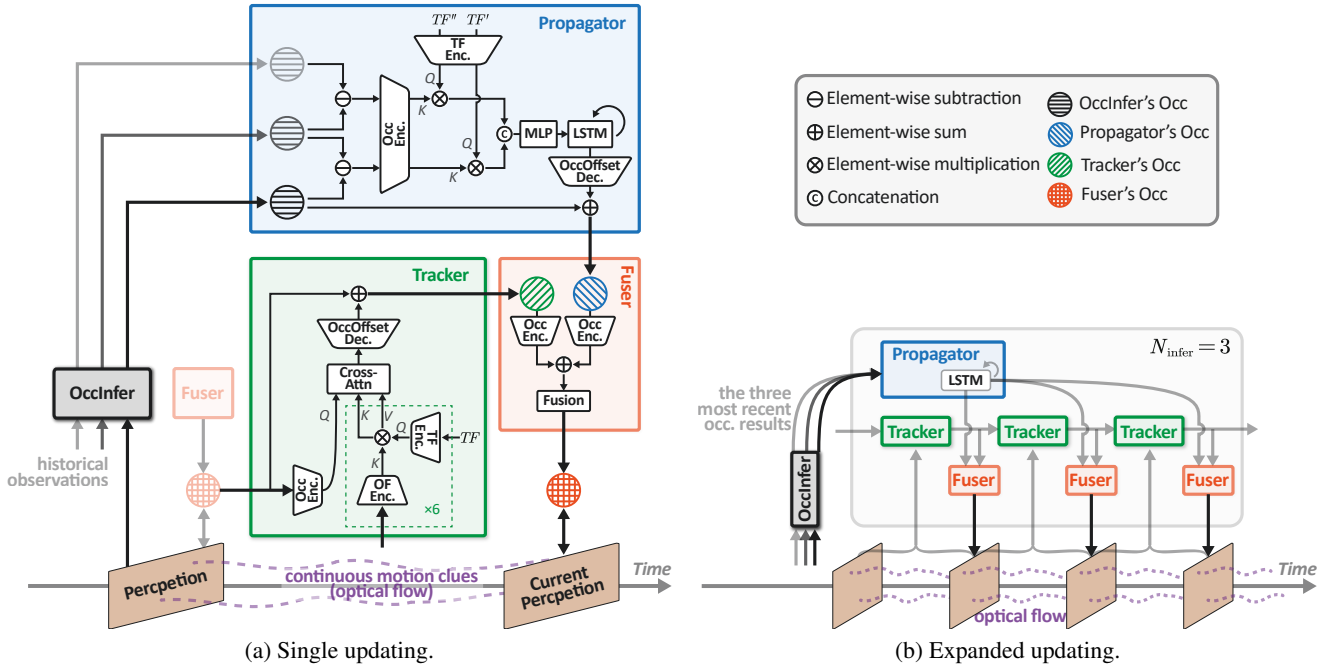 Propagator
TF″ TF′
TF
Enc.
Q
K
Occ
Enc.
Q
K
C
MLP
LSTM
OccOffset
Dec.
Tracker
Fuser
OccOffset
Dec.
Cross-
Attn
Q
K
V
Q
TF
Enc.
TF
K
OF
Enc.
×6
Occ
Enc.
Occ
Enc.
Occ
Enc.
Fusion
OccInfer
Fuser
historical
observations
Percpetion
continuous motion clues
(optical flow)
Current
Percpetion
Time
(a) Single updating.
Element-wise subtraction
Element-wise sum
Element-wise multiplication
C Concatenation
OccInfer's Occ
Propagator's Occ
Tracker's Occ
Fuser's Occ
N_infer = 3
Propagator
LSTM
the three
most recent
occ. results
Tracker
Tracker
Tracker
OccInfer
Fuser
Fuser
Fuser
Time
optical flow
(b) Expanded updating.